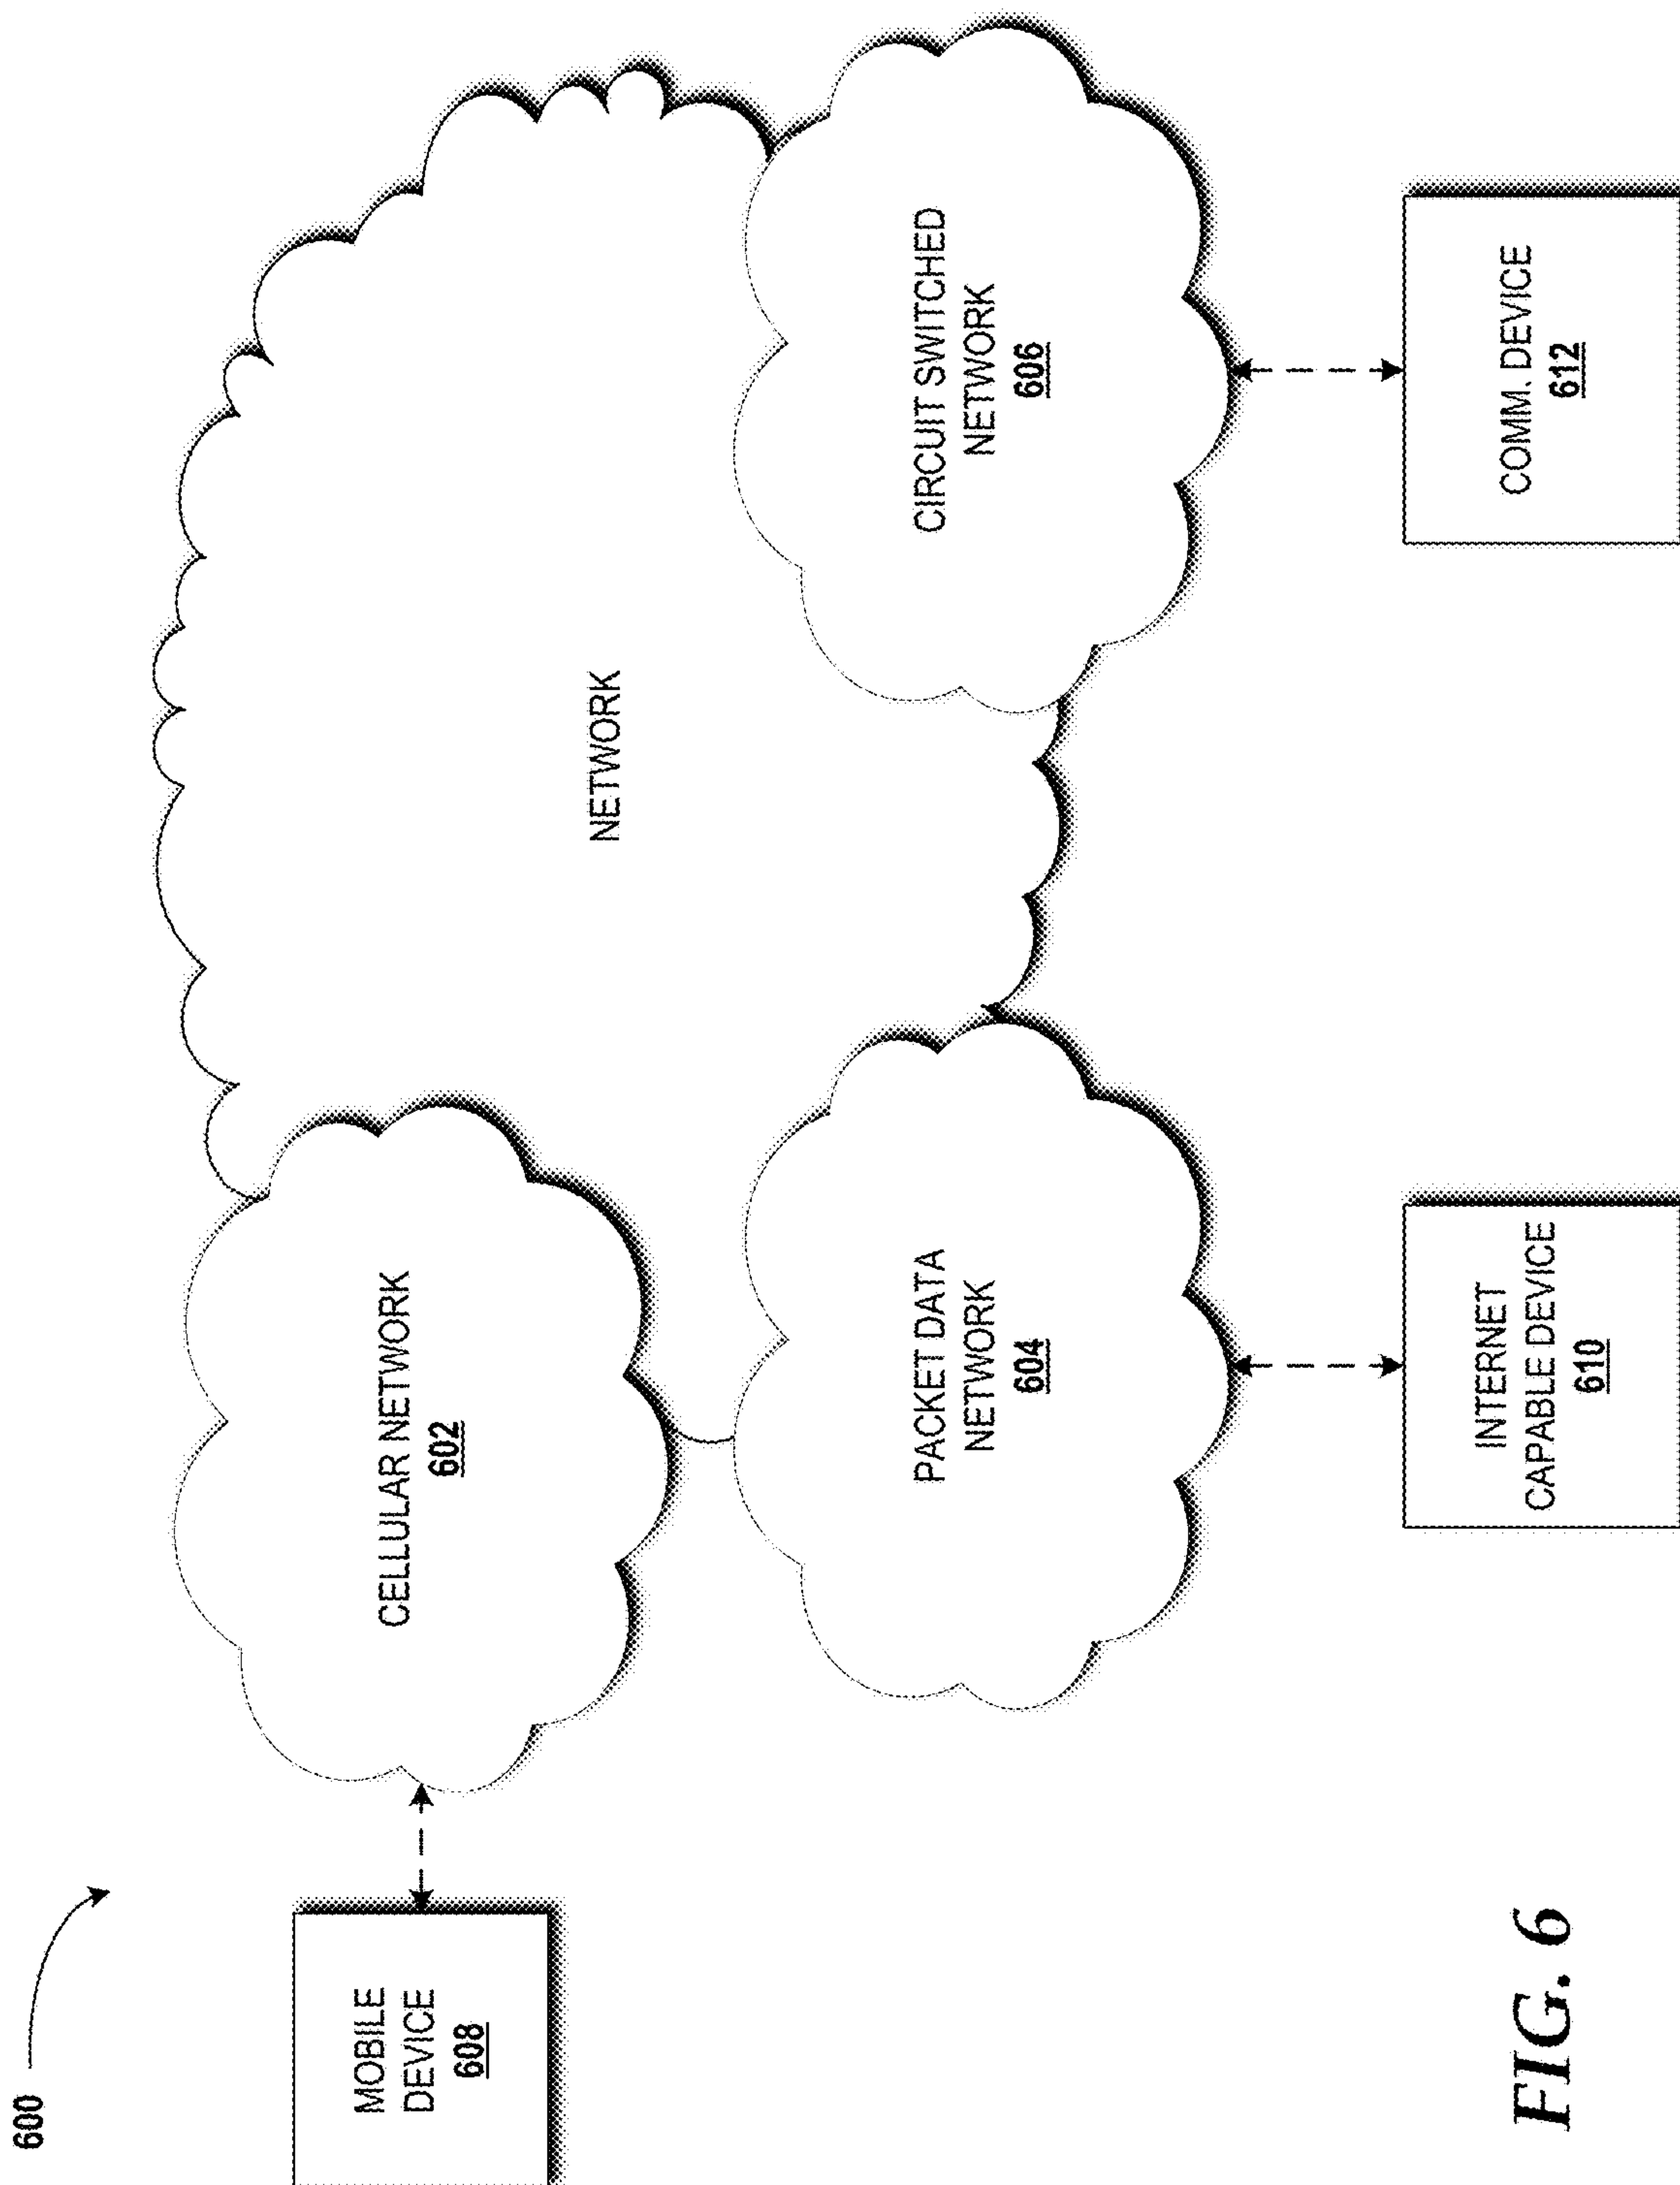 600
MOBILE
DEVICE
608
CELLULAR NETWORK
602
NETWORK
PACKET DATA
NETWORK
604
CIRCUIT SWITCHED
NETWORK
606
INTERNET
CAPABLE DEVICE
610
COMM. DEVICE
612
FIG. 6